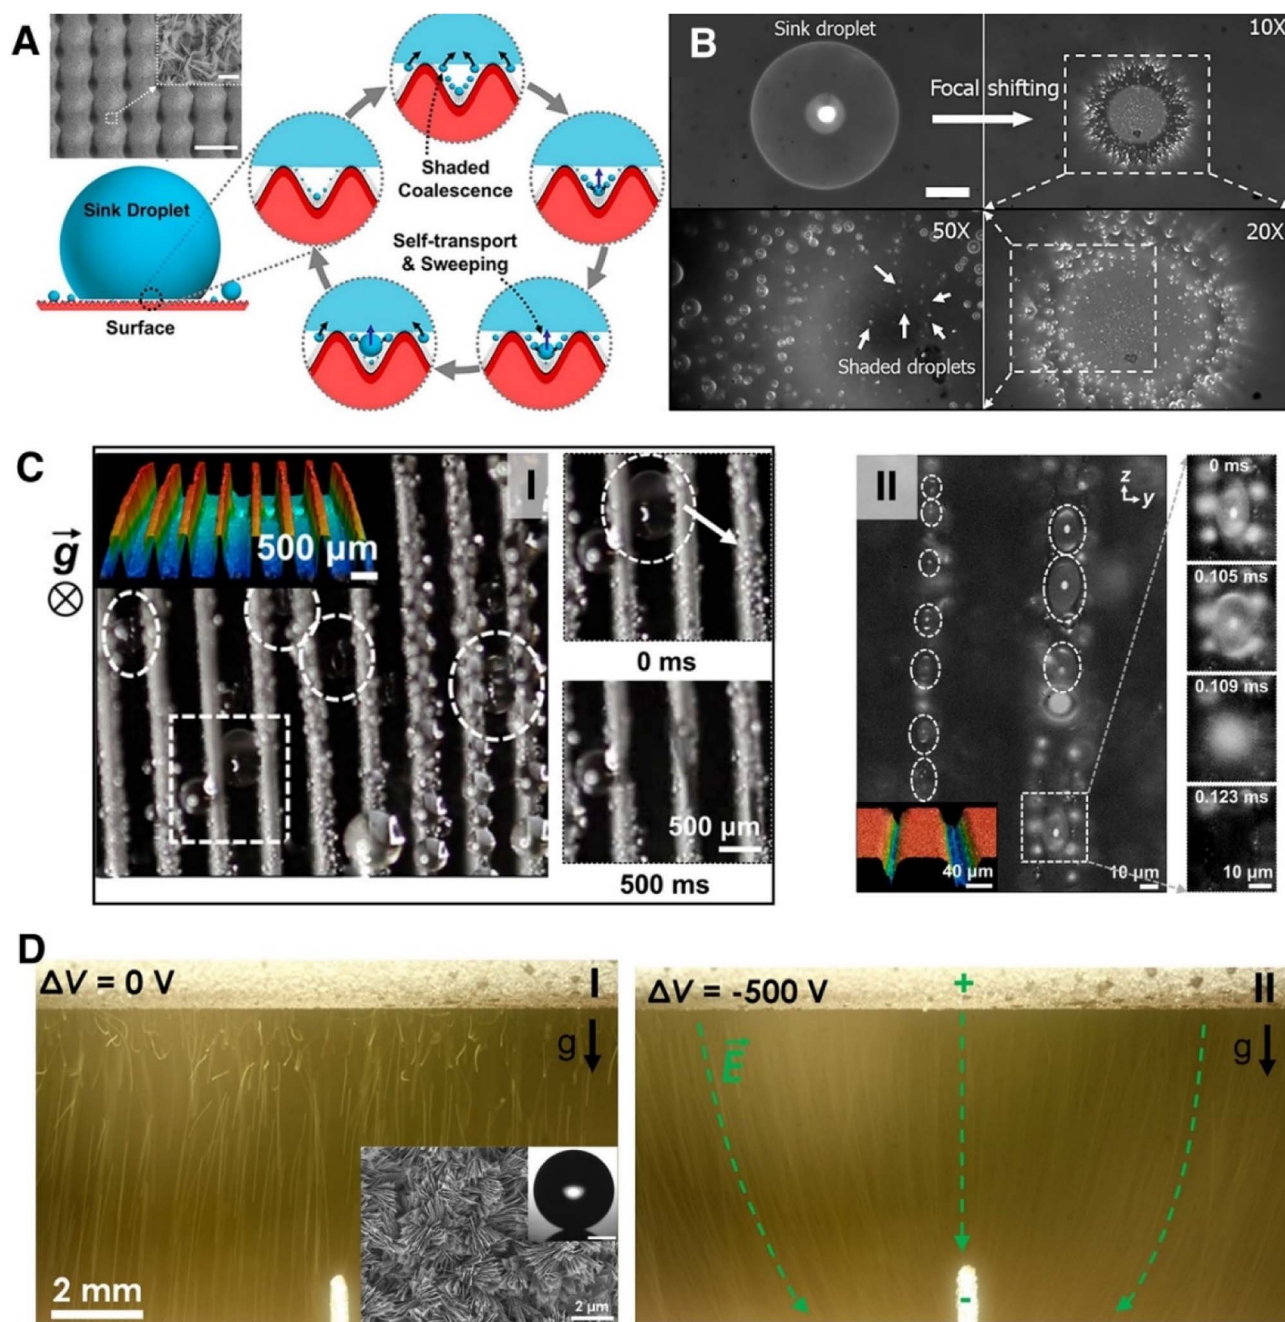 A
Sink Droplet
Surface
Shaded
Coalescence
Self-transport
& Sweeping
B
Sink droplet
10X
Focal shifting
50X
20X
Shaded droplets
C
g
I
500 µm
0 ms
500 µm
500 ms
II
z
y
0 ms
0.105 ms
0.109 ms
0.123 ms
40 µm
10 µm
10 µm
D
ΔV = 0 V
I
g
2 mm
2 µm
ΔV = -500 V
+
II
g
E
-